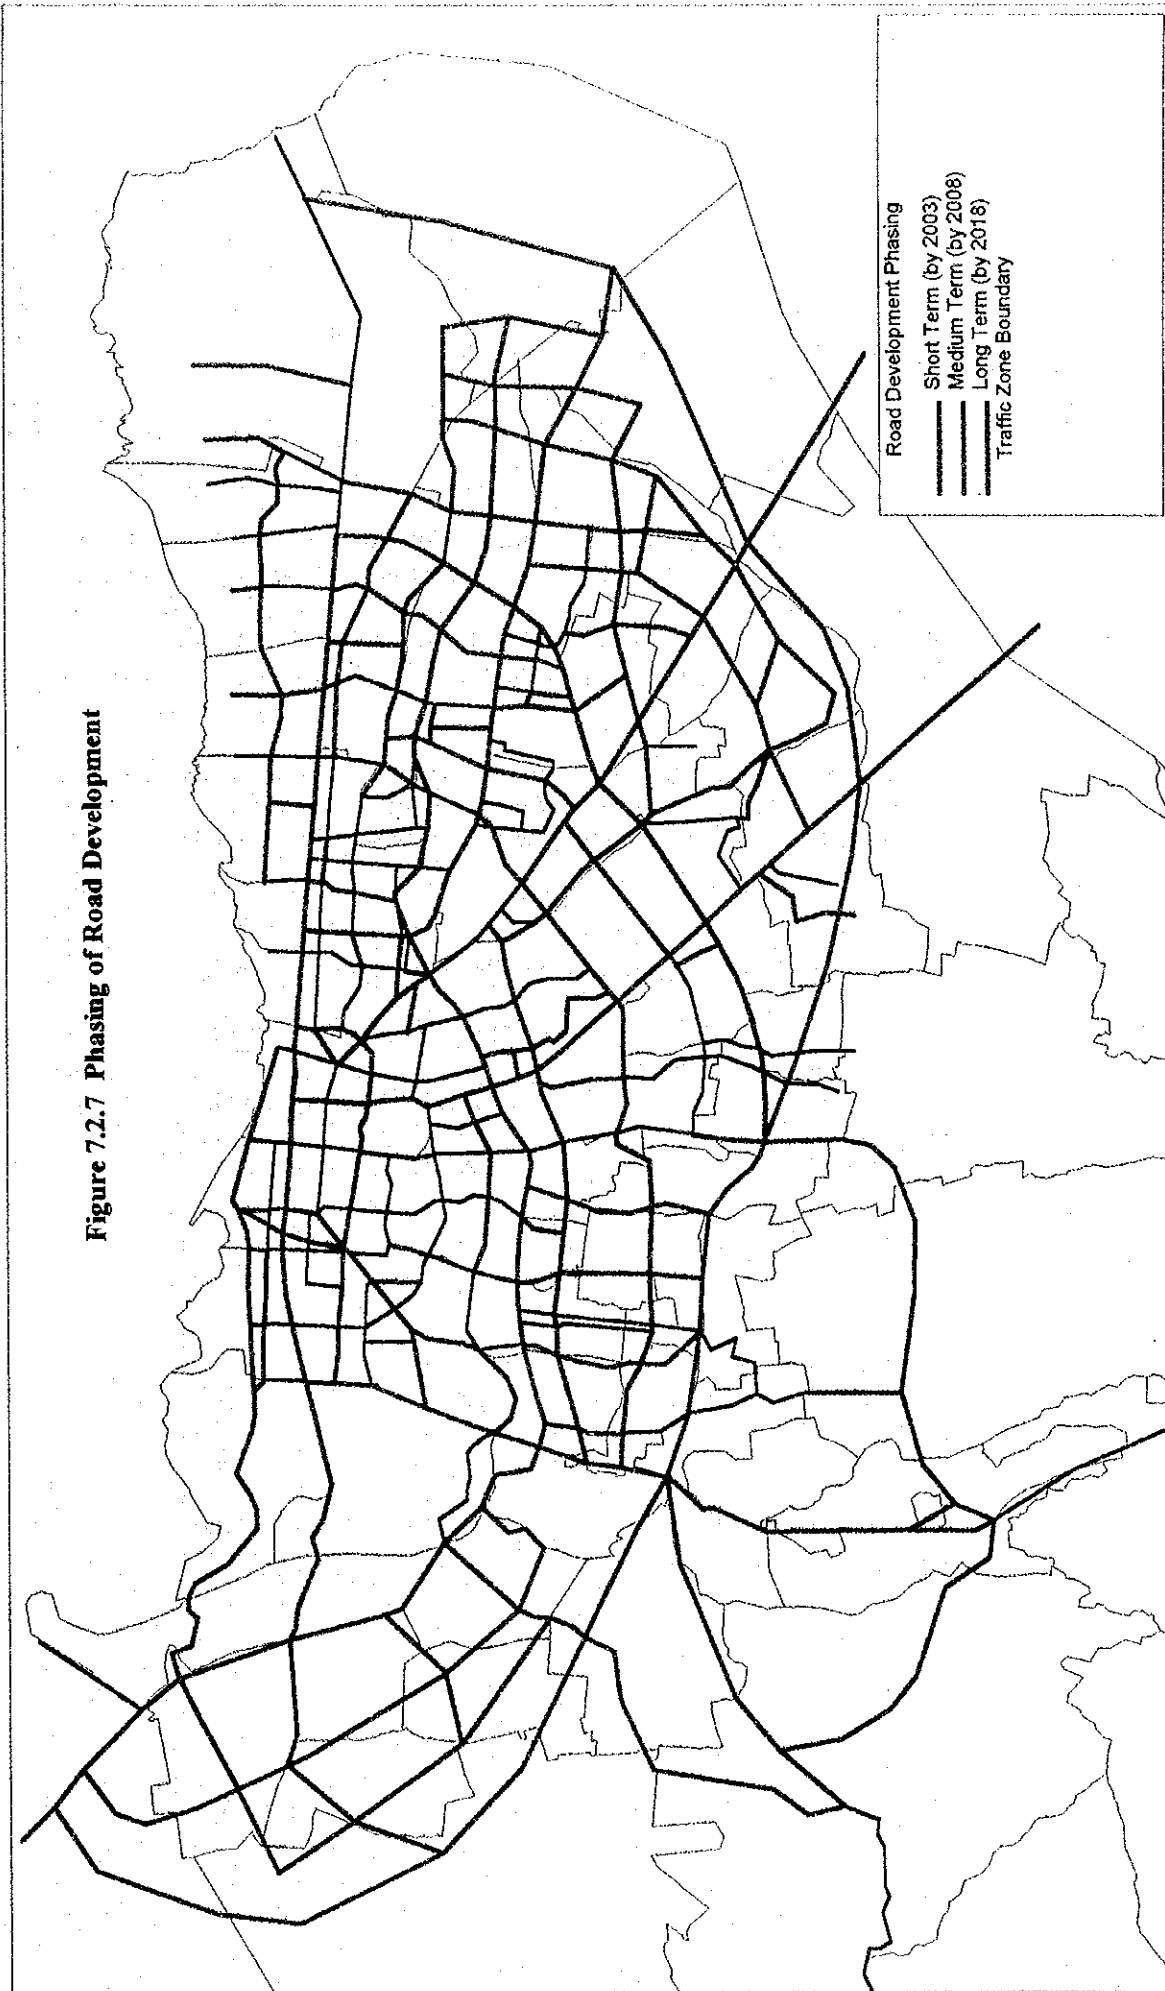 Figure 7.2.7 Phasing of Road Development
Road Development Phasing
Short Term (by 2003)
Medium Term (by 2008)
Long Term (by 2018)
Traffic Zone Boundary